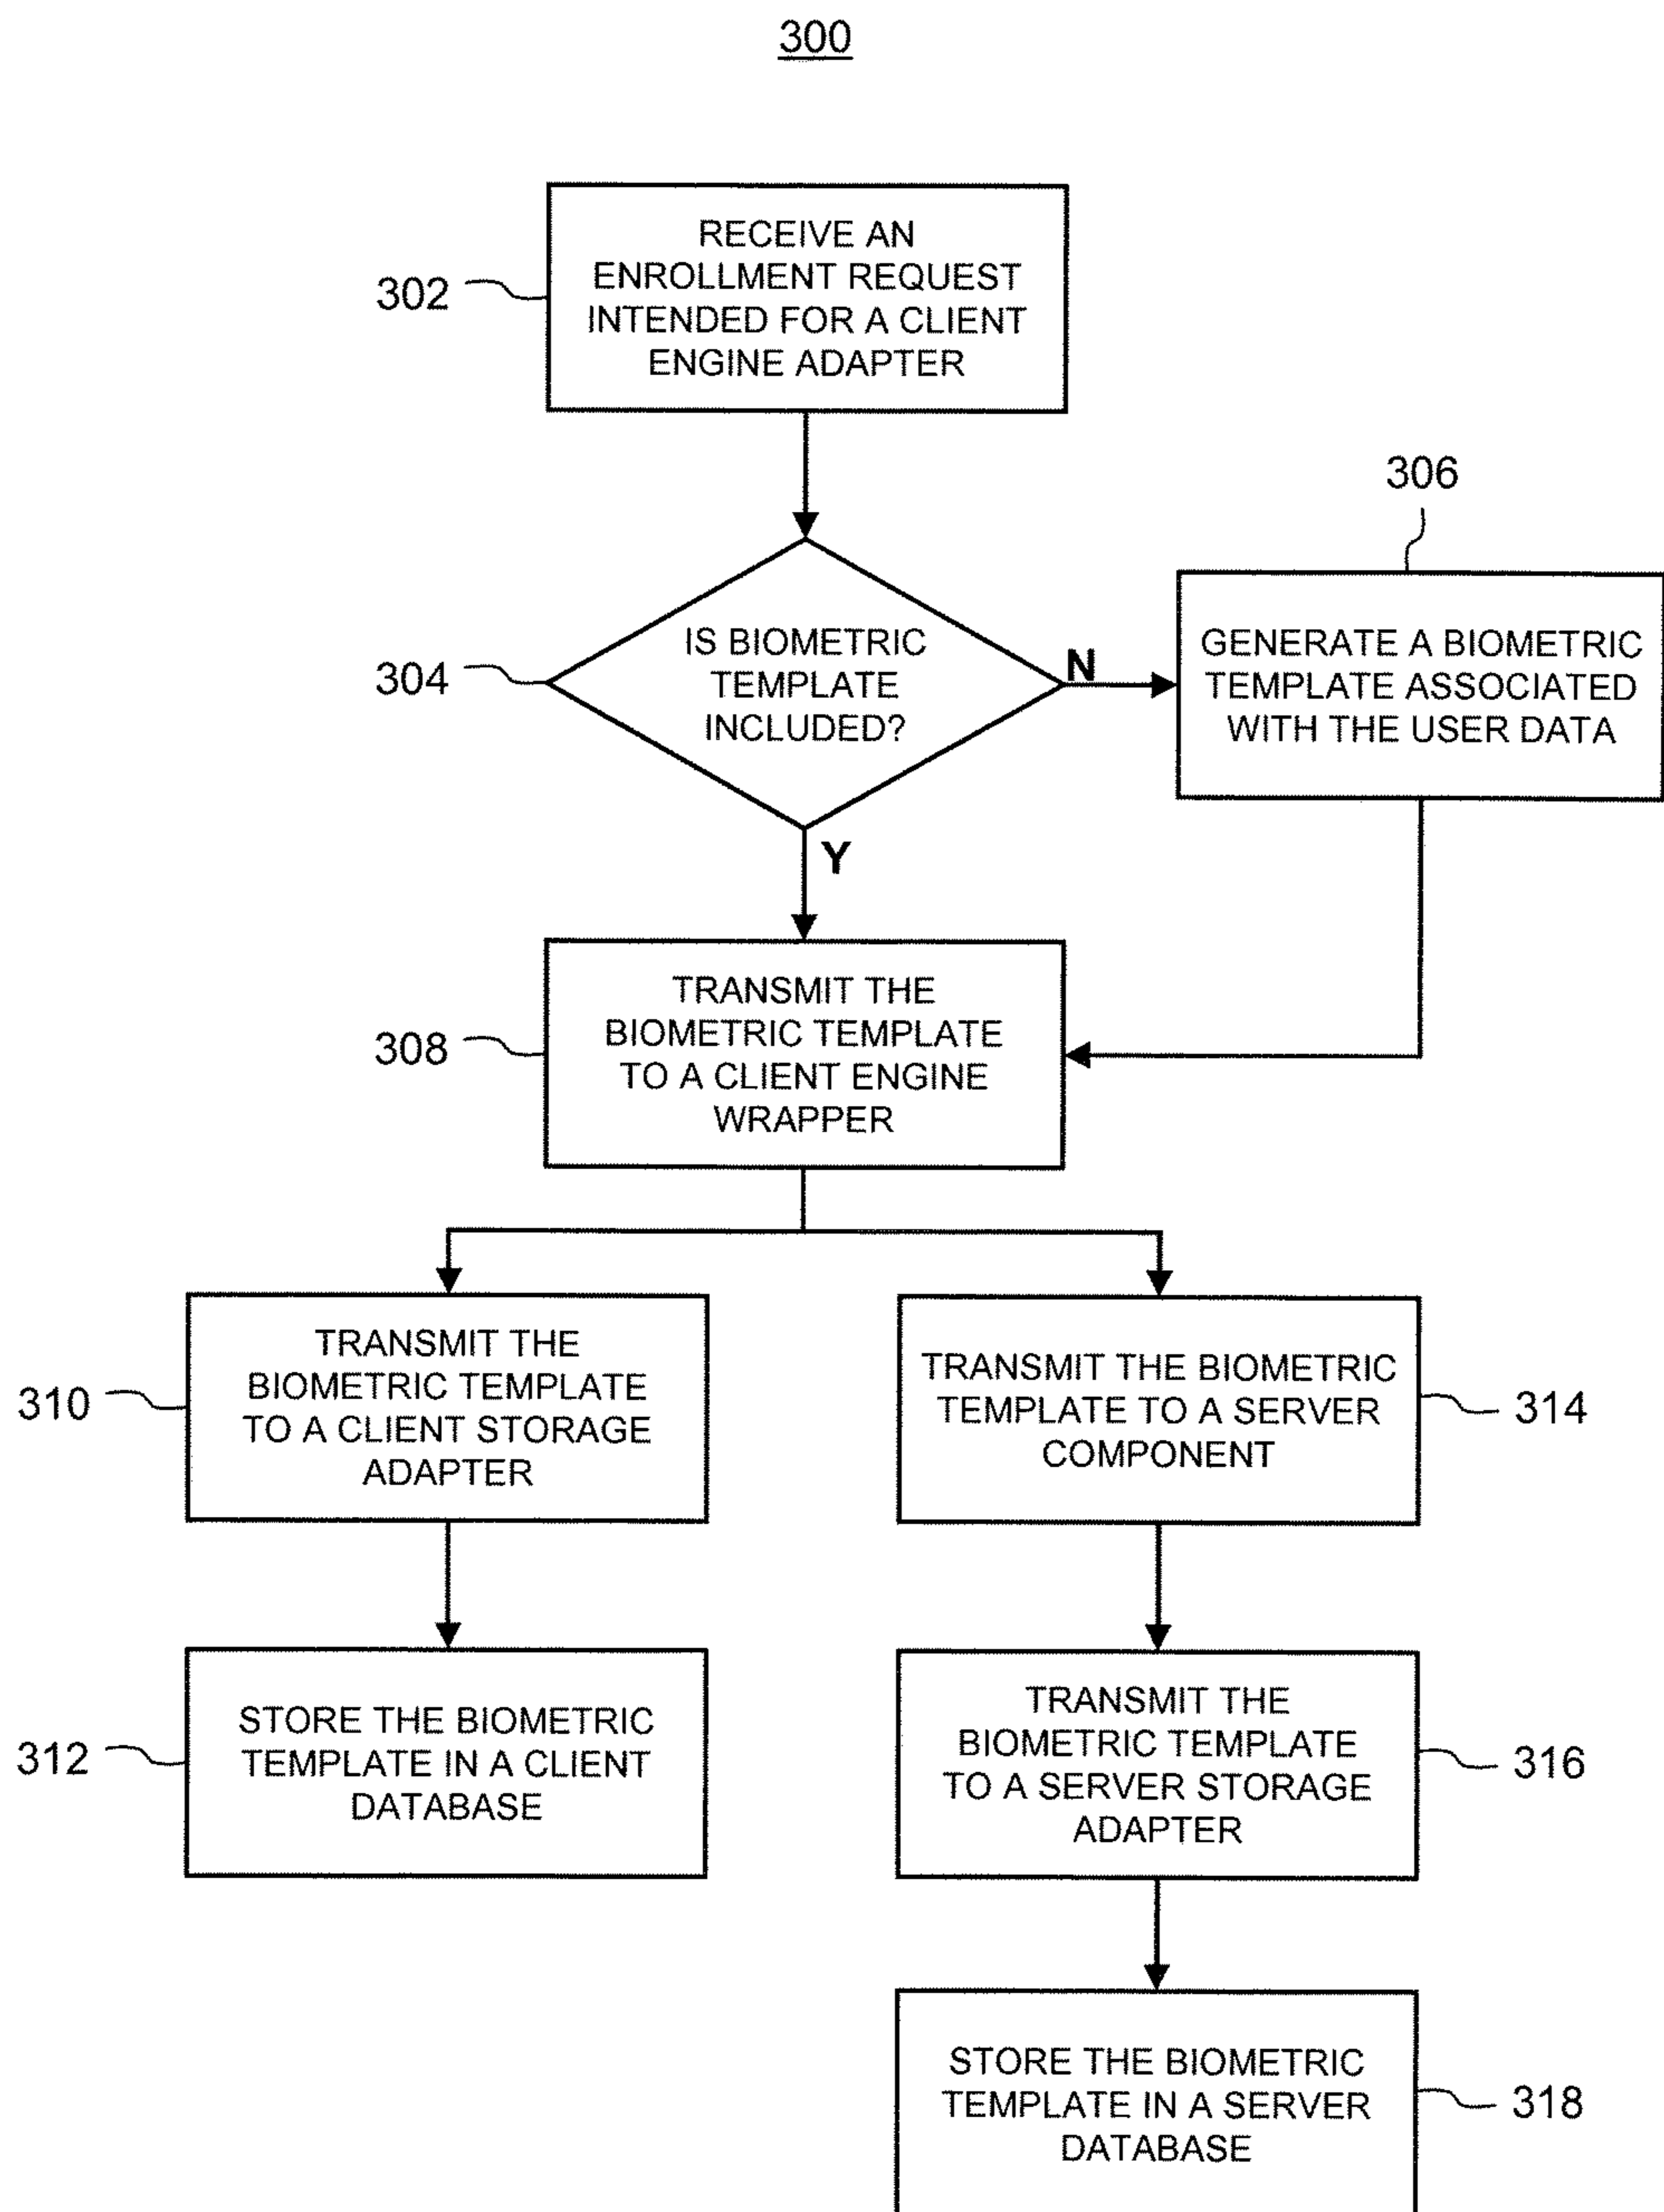 300
302
RECEIVE AN
ENROLLMENT REQUEST
INTENDED FOR A CLIENT
ENGINE ADAPTER
304
IS BIOMETRIC
TEMPLATE
INCLUDED?
N
306
GENERATE A BIOMETRIC
TEMPLATE ASSOCIATED
WITH THE USER DATA
Y
308
TRANSMIT THE
BIOMETRIC TEMPLATE
TO A CLIENT ENGINE
WRAPPER
310
TRANSMIT THE
BIOMETRIC TEMPLATE
TO A CLIENT STORAGE
ADAPTER
312
STORE THE BIOMETRIC
TEMPLATE IN A CLIENT
DATABASE
TRANSMIT THE BIOMETRIC
TEMPLATE TO A SERVER
COMPONENT
314
TRANSMIT THE
BIOMETRIC TEMPLATE
TO A SERVER STORAGE
ADAPTER
316
STORE THE BIOMETRIC
TEMPLATE IN A SERVER
DATABASE
318